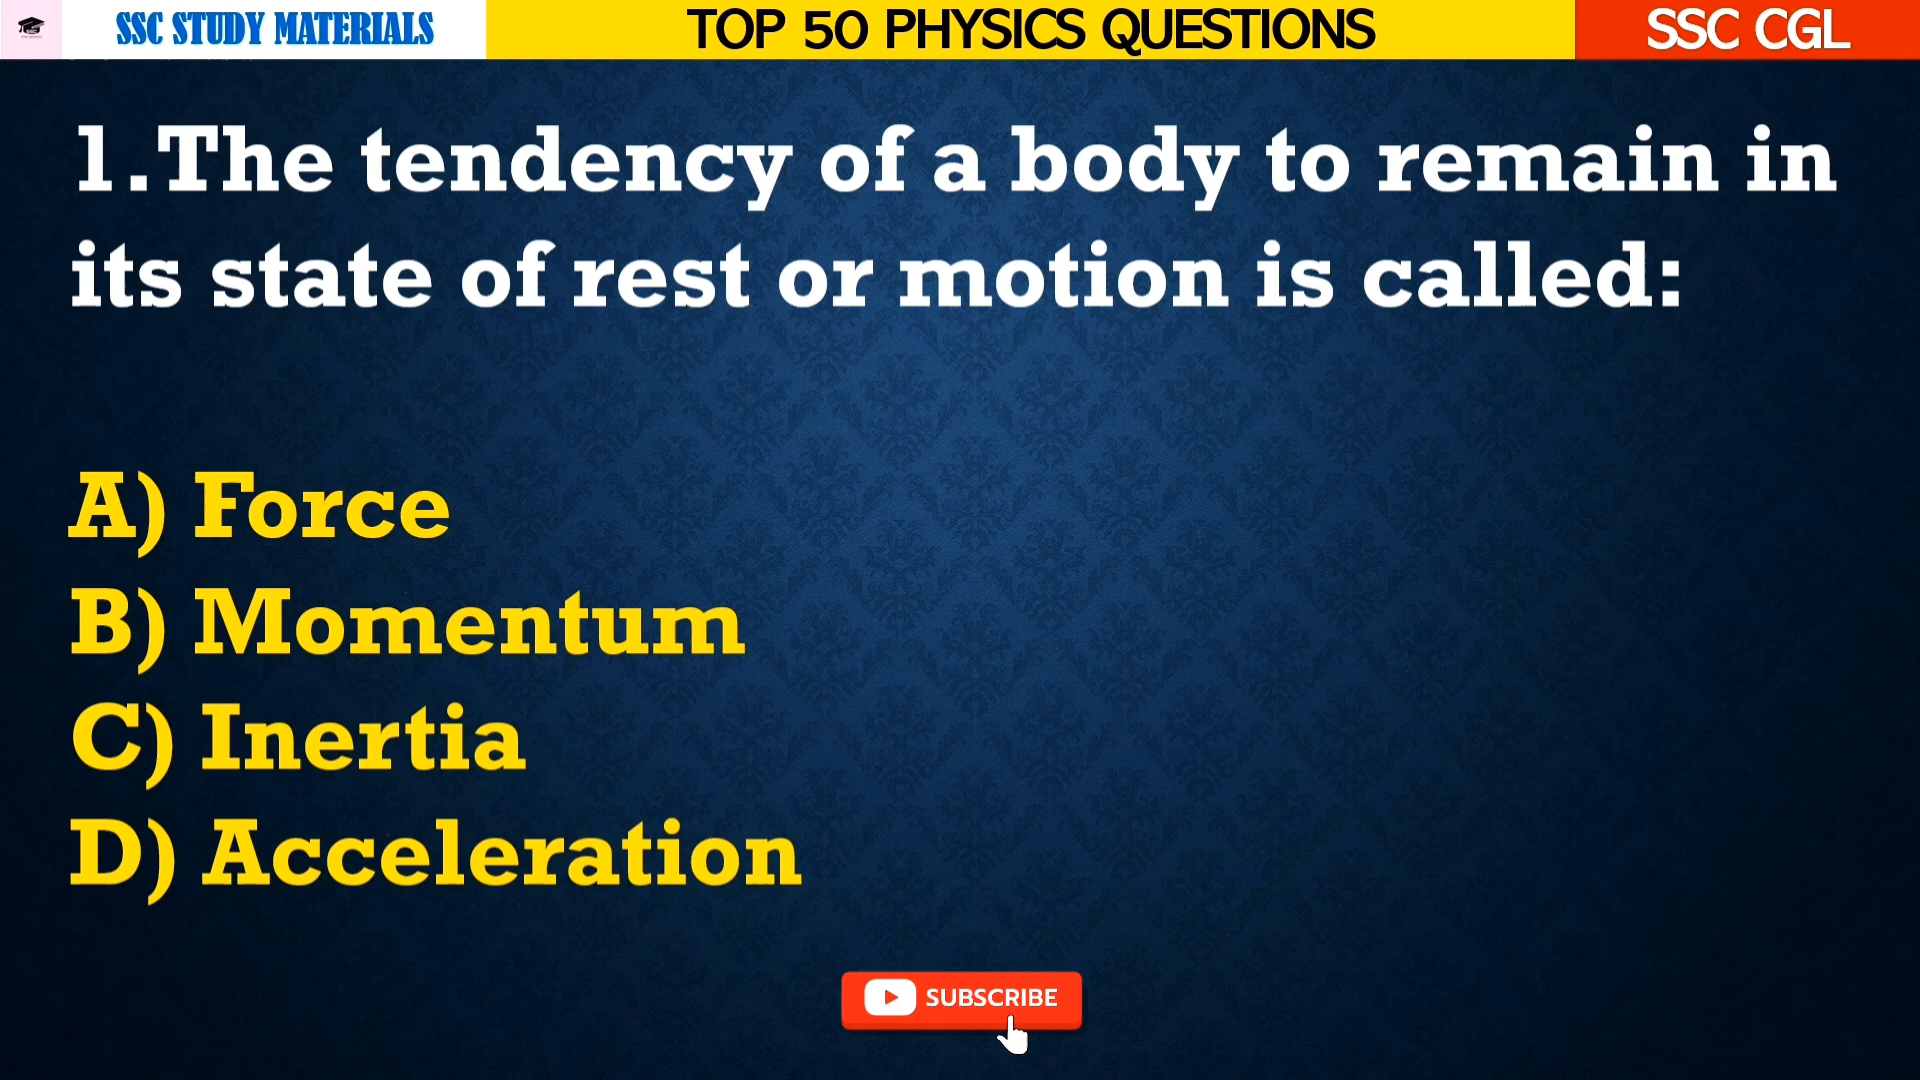 SSC STUDY MATERIALS
TOP 50 PHYSICS QUESTIONS
SSC CGL
1.The tendency of a body to remain in
its state of rest or motion is called:
A) Force
B) Momentum
C) Inertia
D) Acceleration
SUBSCRIBE